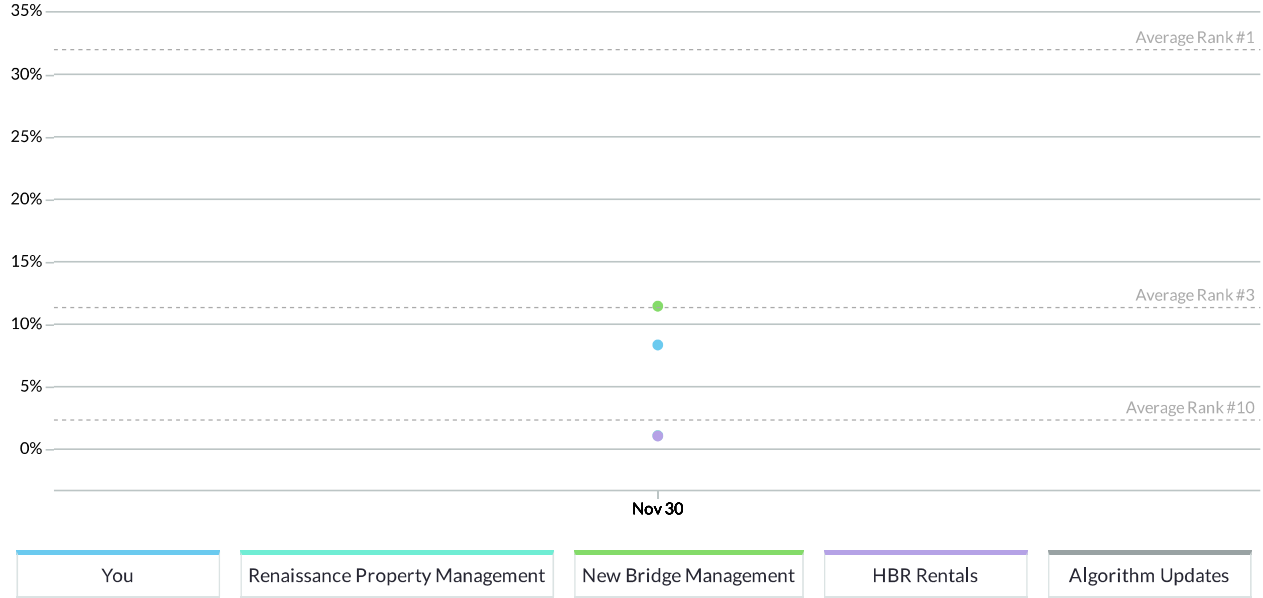 35%
Average Rank #1
30%
25%
20%
15%
Average Rank #3
10%
5%
Average Rank #10
0%
Nov 30
You
Renaissance Property Management
New Bridge Management
HBR Rentals
Algorithm Updates